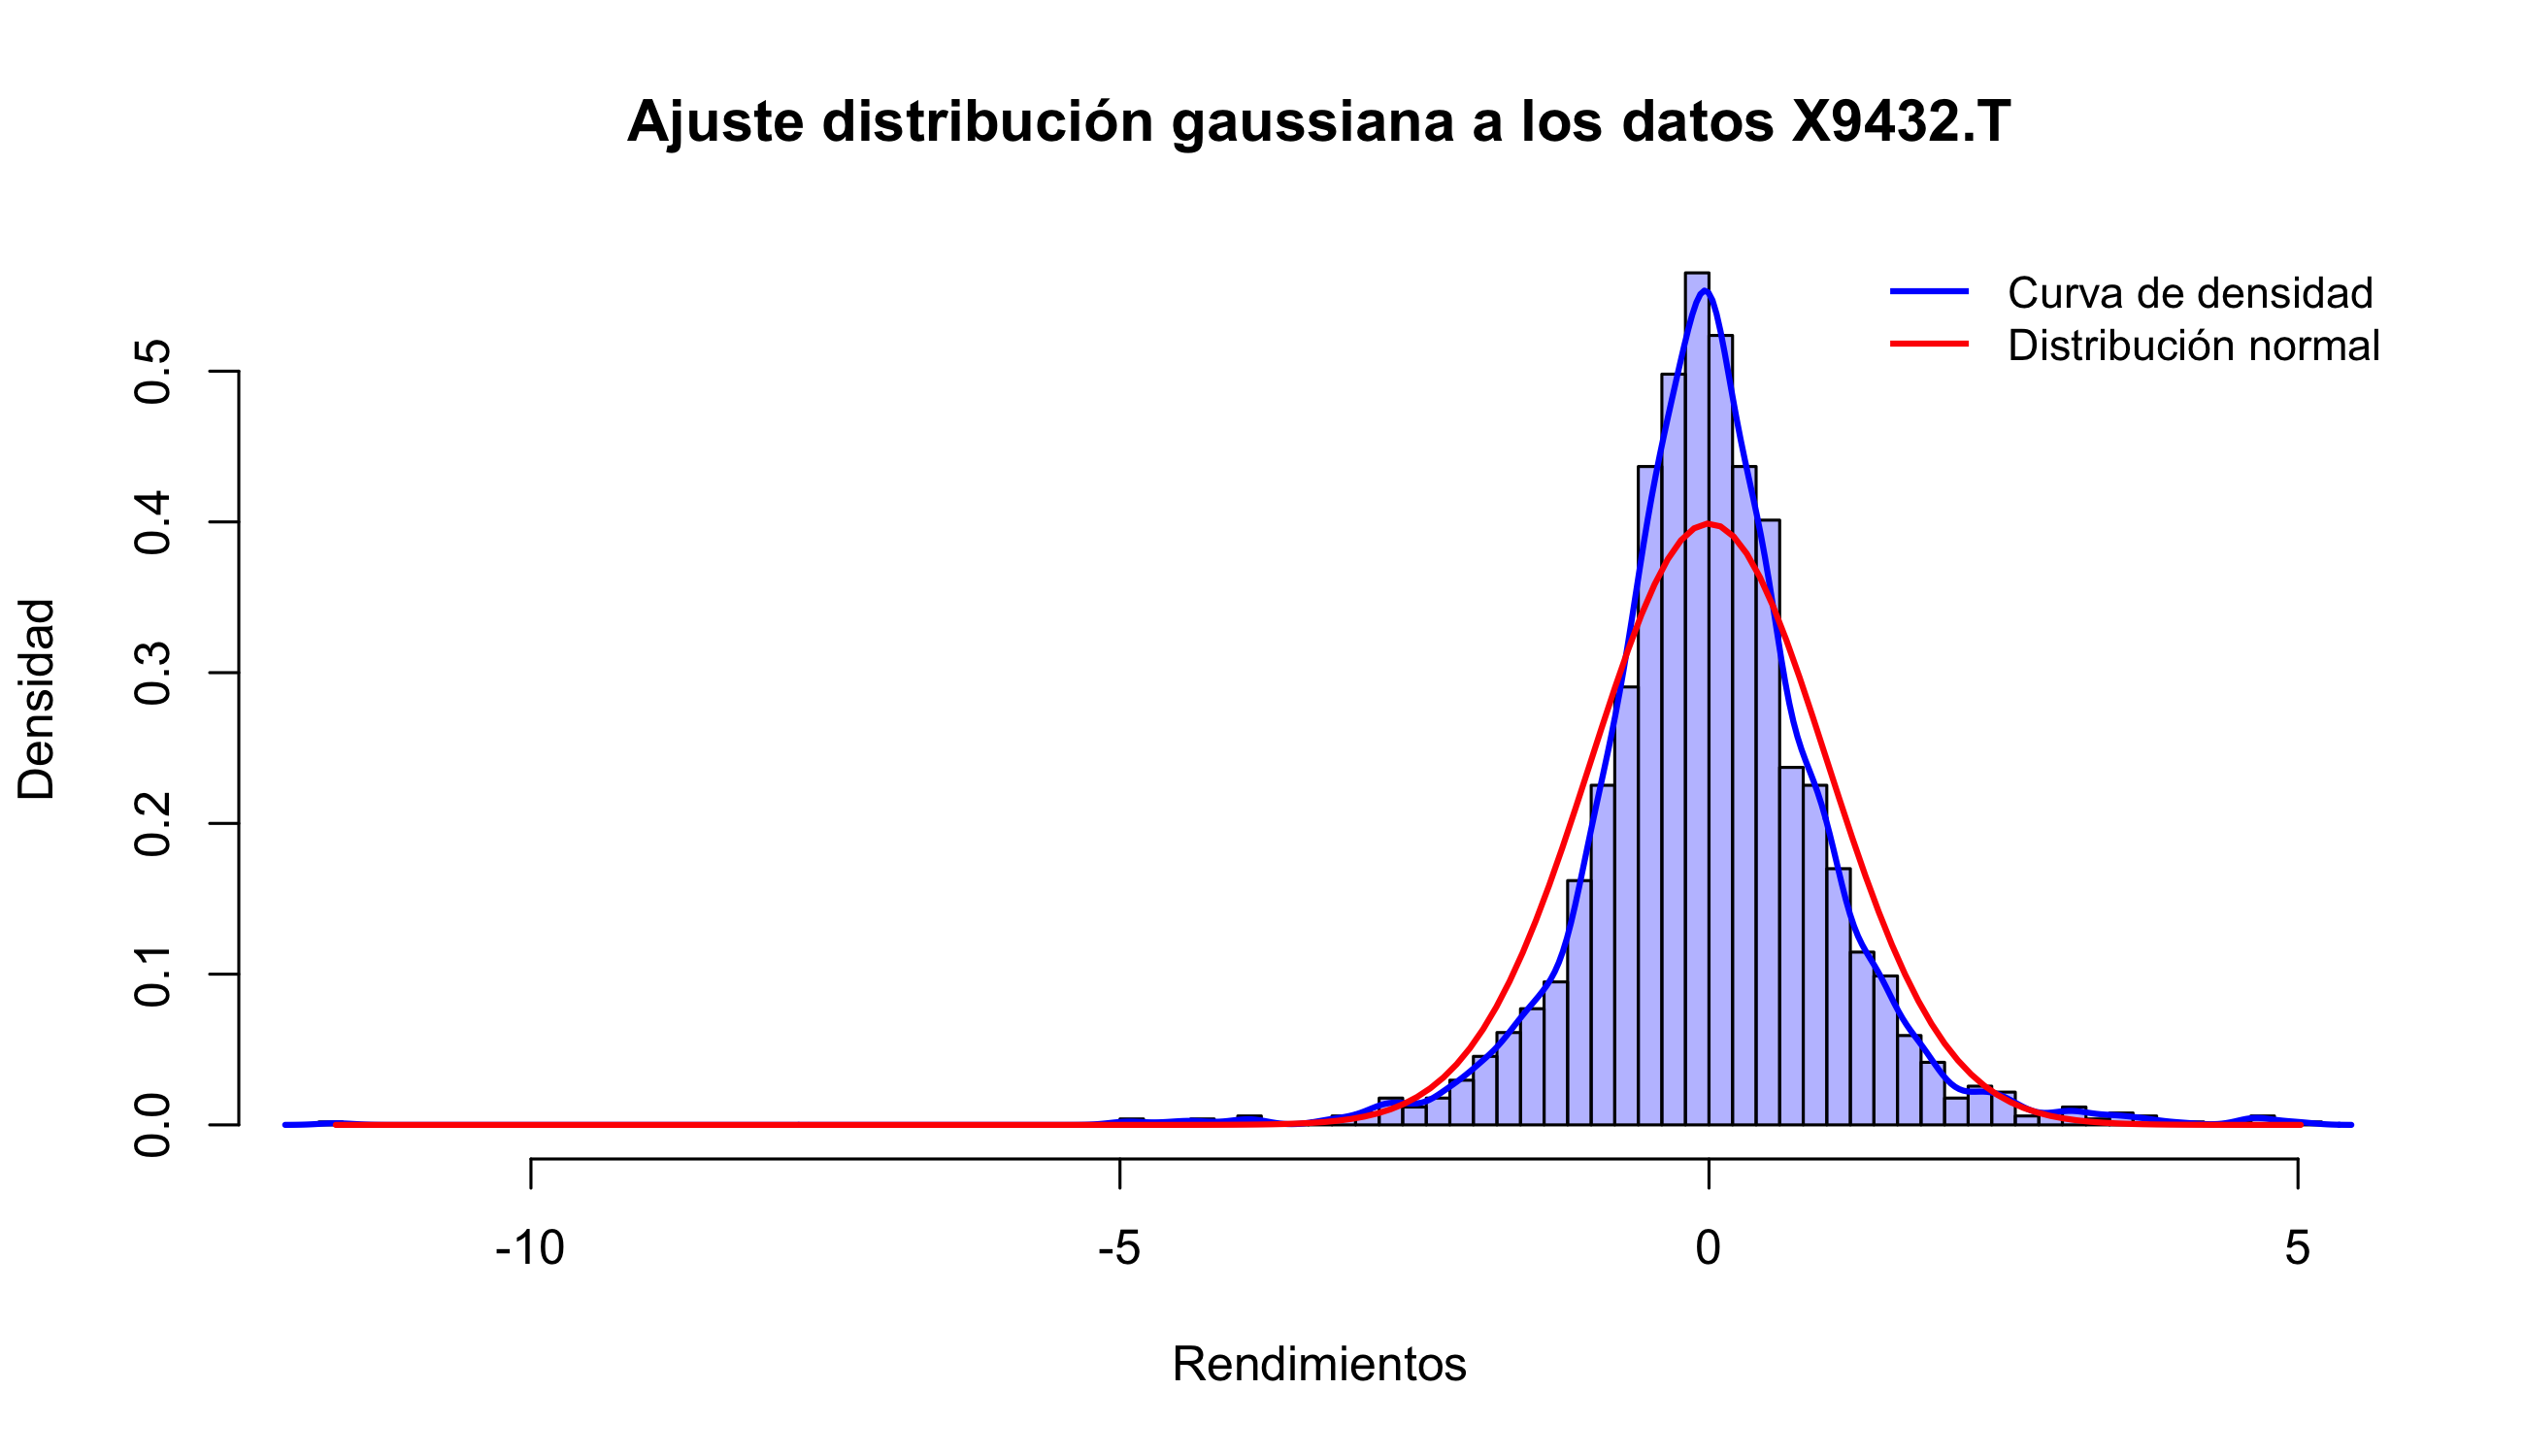 Ajuste distribución gaussiana a los datos X9432.T
Curva de densidad
Distribución normal
Densidad
0.5
0.4
0.3
0.2
0.1
0.0
-10
-5
0
5
Rendimientos